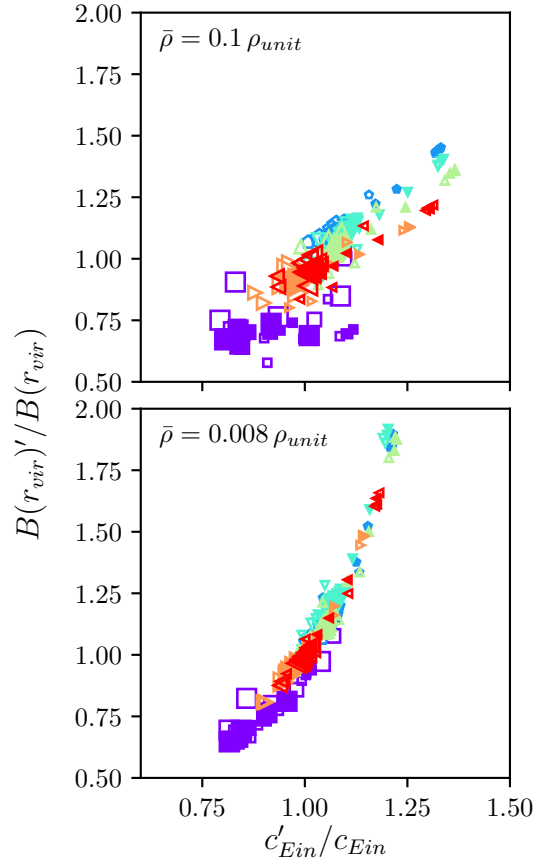 2.00
ρ̄ = 0.1 ρ_unit
1.75
1.50
1.25
1.00
0.75
0.50
B(r_vir)′/B(r_vir)
2.00
ρ̄ = 0.008 ρ_unit
1.75
1.50
1.25
1.00
0.75
0.50
0.75 1.00 1.25 1.50
c′_Ein/c_Ein